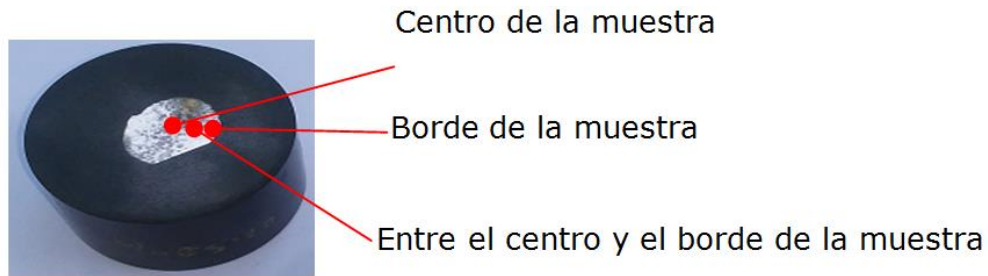 Centro de la muestra
Borde de la muestra
Entre el centro y el borde de la muestra